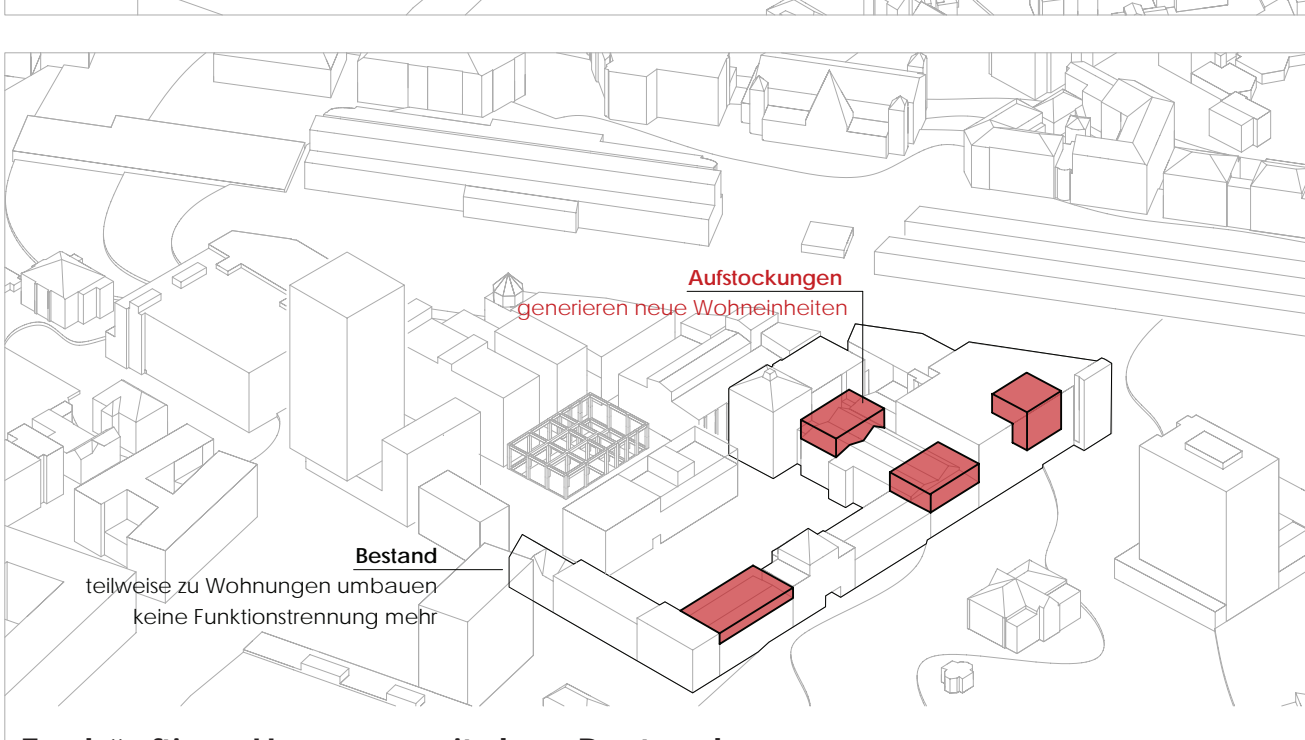 Aufstockungen
generieren neue Wohneinheiten
Bestand
teilweise zu Wohnungen umbauen
keine Funktionstrennung mehr